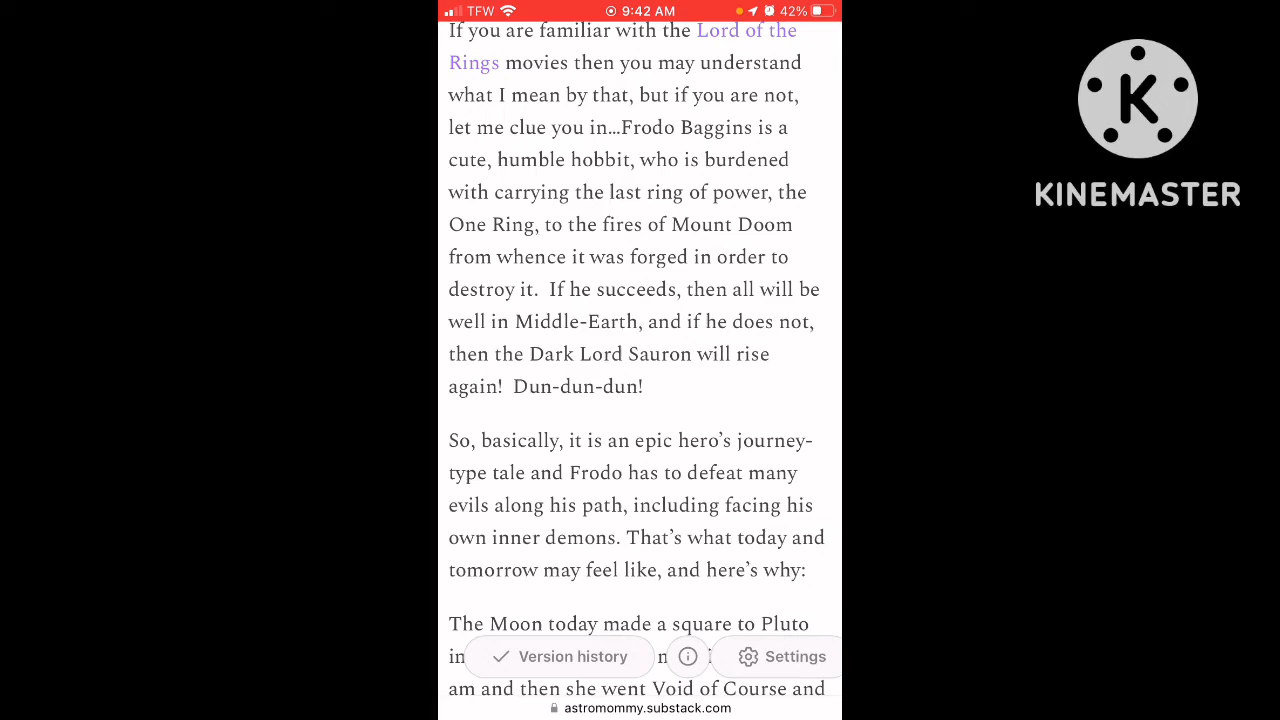 TFW 9:42 AM 42%
If you are familiar with the Lord of the
Rings movies then you may understand
what I mean by that, but if you are not,
let me clue you in…Frodo Baggins is a
cute, humble hobbit, who is burdened
with carrying the last ring of power, the
One Ring, to the fires of Mount Doom
from whence it was forged in order to
destroy it.  If he succeeds, then all will be
well in Middle-Earth, and if he does not,
then the Dark Lord Sauron will rise
again!  Dun-dun-dun!
So, basically, it is an epic hero’s journey-
type tale and Frodo has to defeat many
evils along his path, including facing his
own inner demons. That’s what today and
tomorrow may feel like, and here’s why:
The Moon today made a square to Pluto
in
Version history
Settings
am and then she went Void of Course and
astromommy.substack.com
K
KINEMASTER